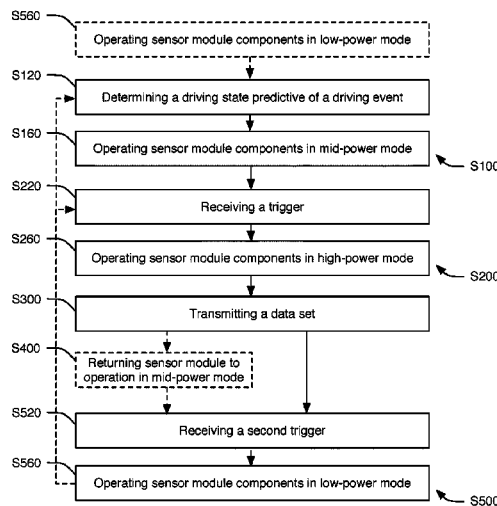 S560
Operating sensor module components in low-power mode
S120
Determining a driving state predictive of a driving event
S160
Operating sensor module components in mid-power mode
S100
S220
Receiving a trigger
S260
Operating sensor module components in high-power mode
S200
S300
Transmitting a data set
S400
Returning sensor module to
operation in mid-power mode
S520
Receiving a second trigger
S560
Operating sensor module components in low-power mode
S500